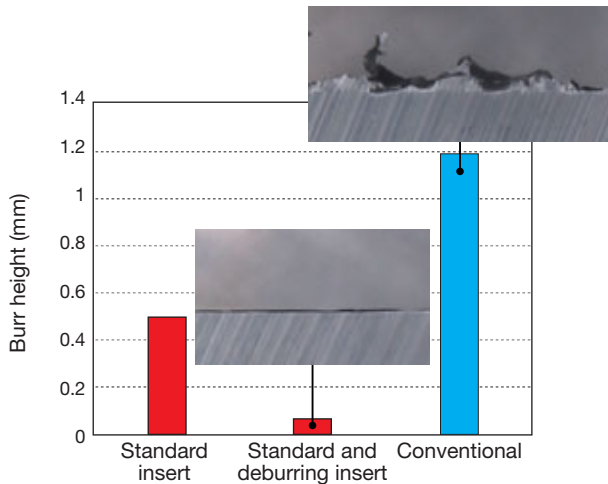 1.4
1.2
1
0.8
0.6
0.4
0.2
0
Burr height (mm)
Standard
insert
Standard and
deburring insert
Conventional